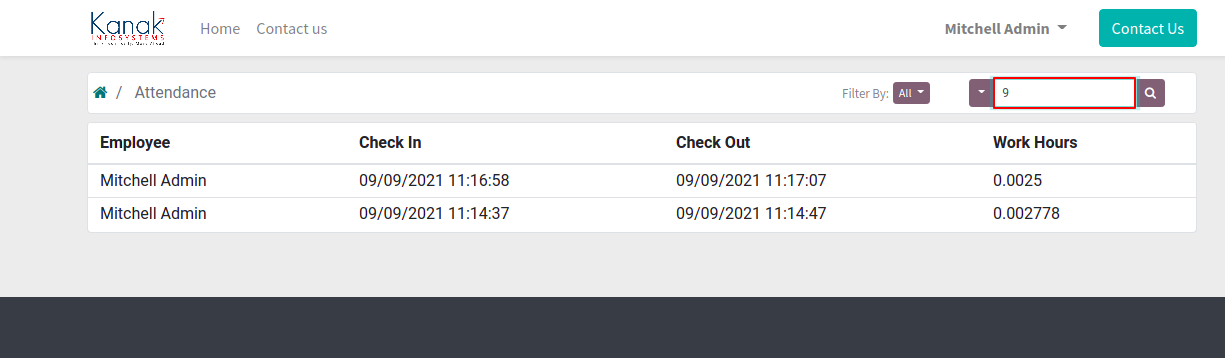 Kanak
INFOSYSTEMS
Home Contact us Mitchell Admin Contact Us
/ Attendance Filter By: All 9
Employee Check In Check Out Work Hours
Mitchell Admin 09/09/2021 11:16:58 09/09/2021 11:17:07 0.0025
Mitchell Admin 09/09/2021 11:14:37 09/09/2021 11:14:47 0.002778